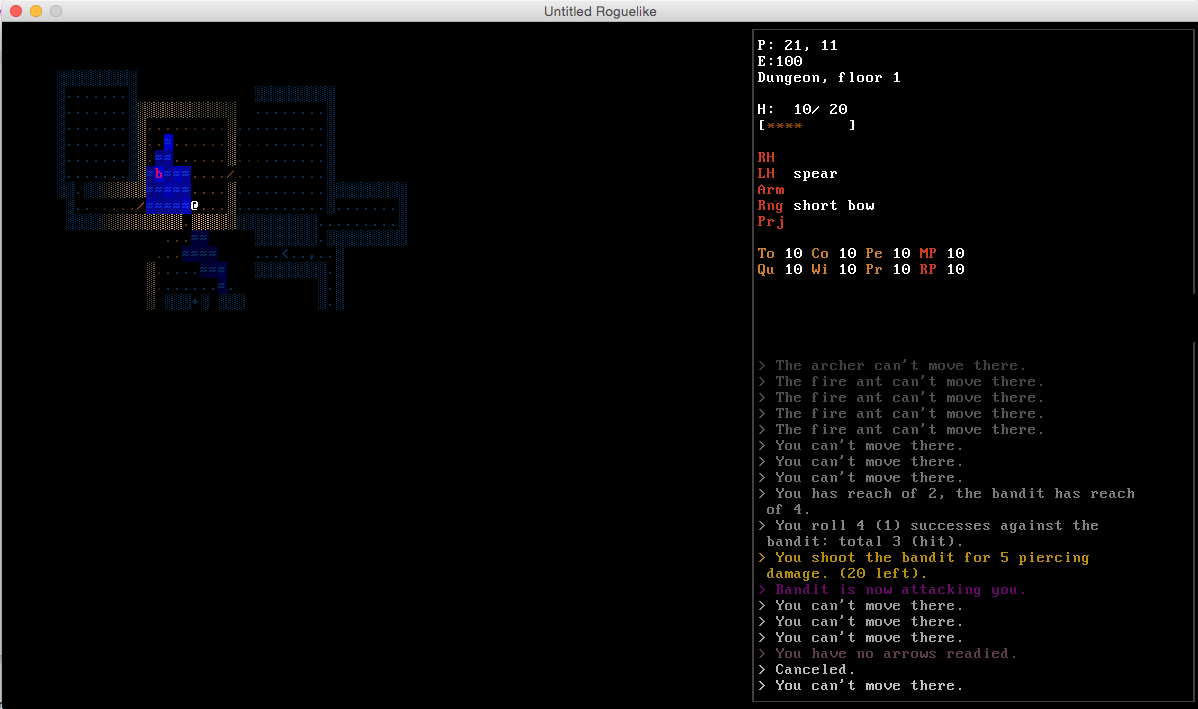 Untitled Roguelike
P: 21, 11
E:100
Dungeon, floor 1
H:  10/ 20
[****     ]
RH
LH  spear
Arm
Rng short bow
Prj
To 10 Co 10 Pe 10 MP 10
Qu 10 Wi 10 Pr 10 RP 10
> The archer can't move there.
> The fire ant can't move there.
> The fire ant can't move there.
> The fire ant can't move there.
> The fire ant can't move there.
> You can't move there.
> You can't move there.
> You can't move there.
> You has reach of 2, the bandit has reach
of 4.
> You roll 4 (1) successes against the
bandit: total 3 (hit).
> You shoot the bandit for 5 piercing
damage. (20 left).
> Bandit is now attacking you.
> You can't move there.
> You can't move there.
> You can't move there.
> You have no arrows readied.
> Canceled.
> You can't move there.